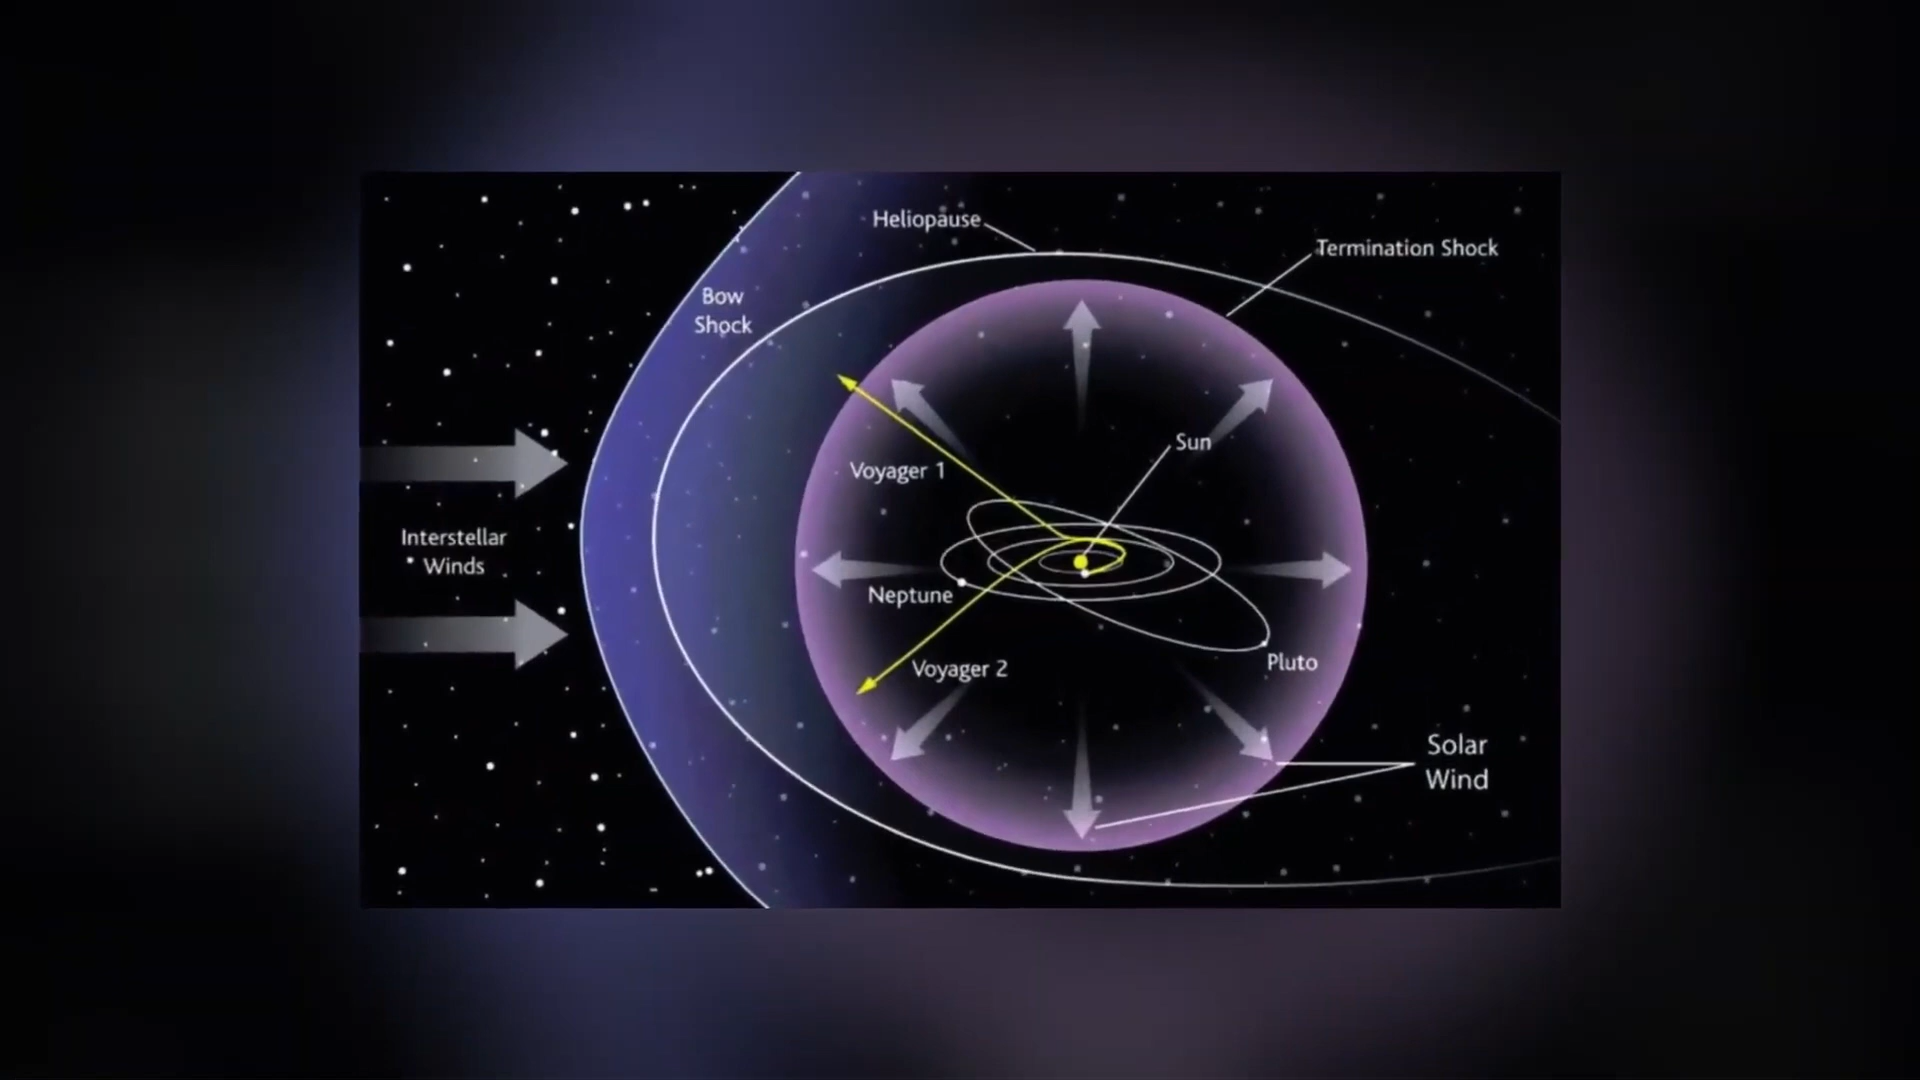 Heliopause
Termination Shock
Bow
Shock
Sun
Voyager 1
Interstellar
Winds
Neptune
Voyager 2
Pluto
Solar
Wind